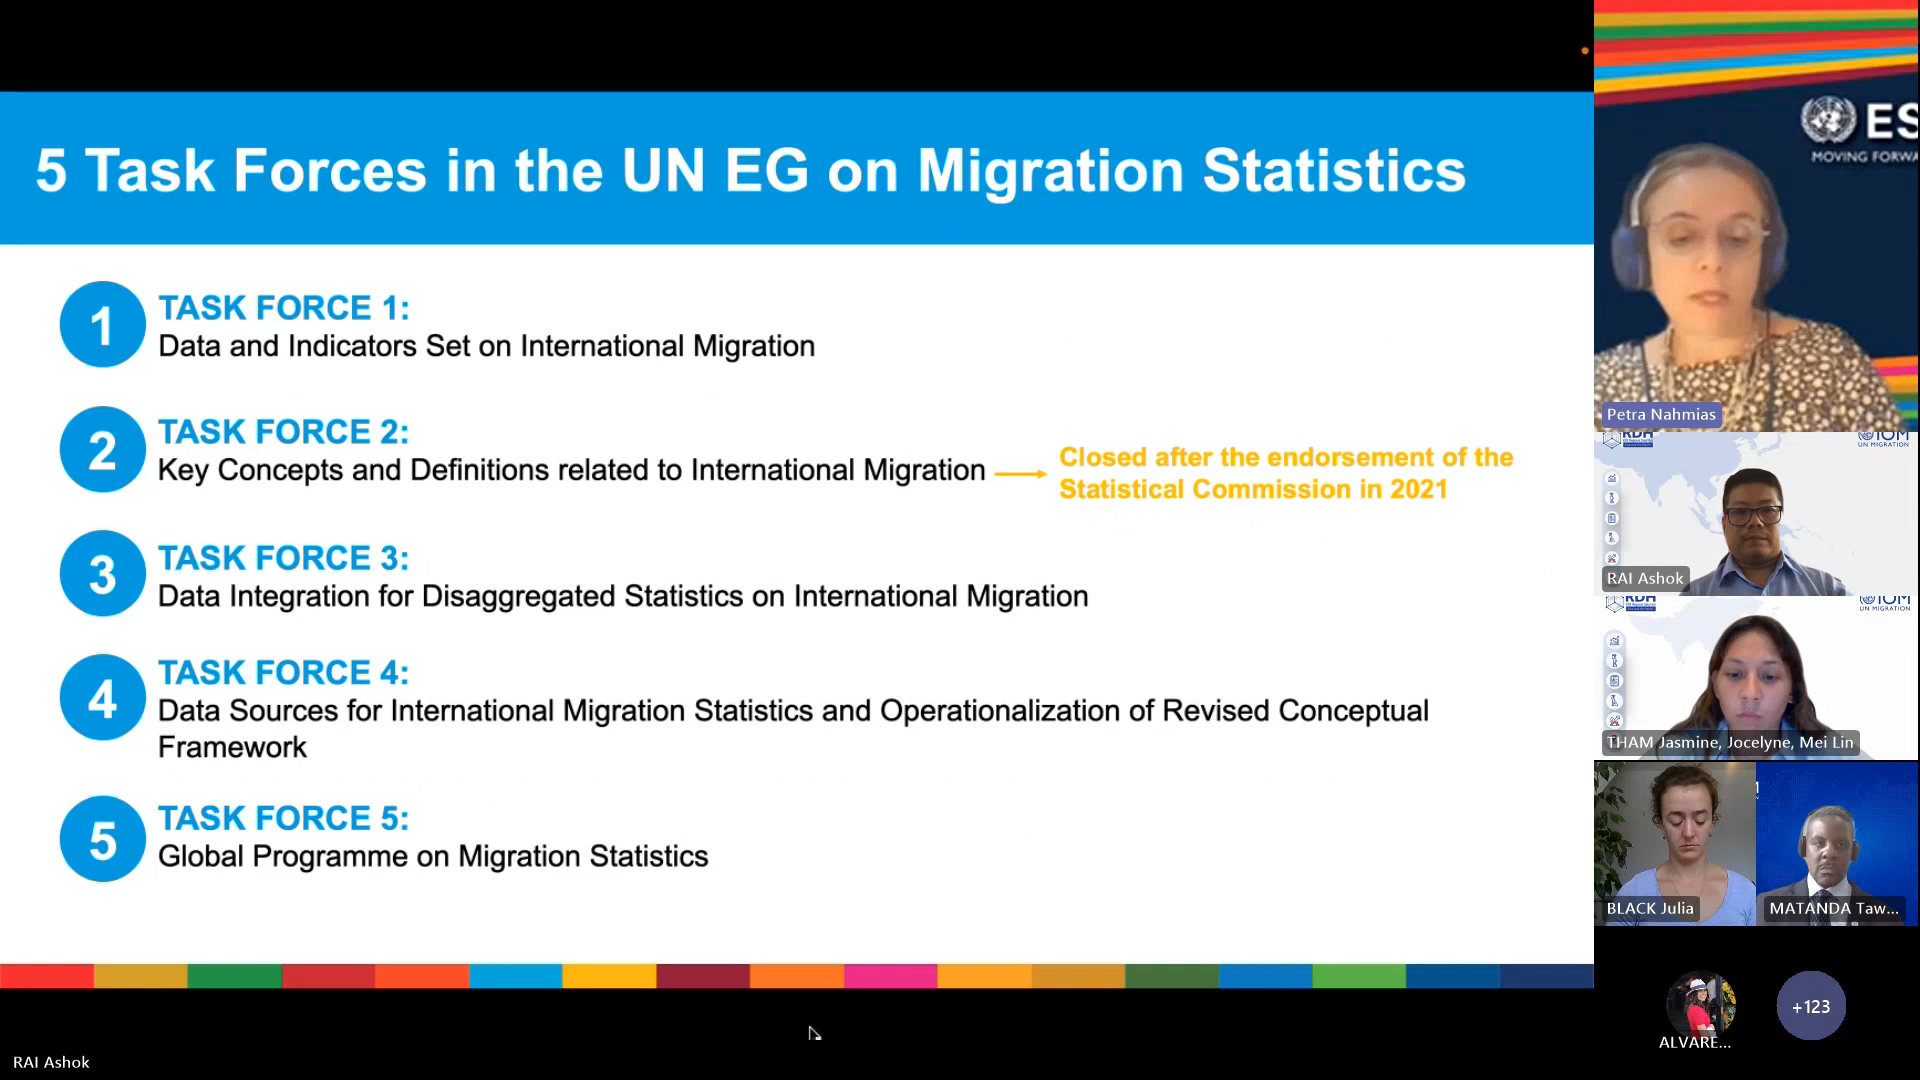 5 Task Forces in the UN EG on Migration Statistics
1
TASK FORCE 1:
Data and Indicators Set on International Migration
2
TASK FORCE 2:
Key Concepts and Definitions related to International Migration
Closed after the endorsement of the
Statistical Commission in 2021
3
TASK FORCE 3:
Data Integration for Disaggregated Statistics on International Migration
4
TASK FORCE 4:
Data Sources for International Migration Statistics and Operationalization of Revised Conceptual
Framework
5
TASK FORCE 5:
Global Programme on Migration Statistics
RAI Ashok
ES
MOVING FORWA
Petra Nahmias
RDH
IOM
UN MIGRATION
RAI Ashok
RDH
IOM
UN MIGRATION
THAM Jasmine, Jocelyne, Mei Lin
BLACK Julia
MATANDA Taw...
ALVARE...
+123